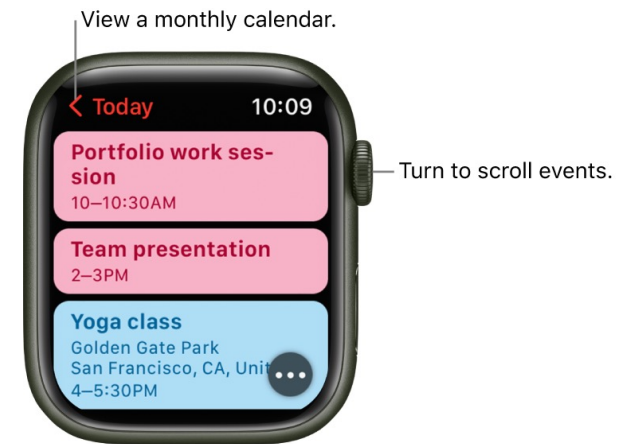 View a monthly calendar.
Today
10:09
Portfolio work ses-
sion
10–10:30AM
Turn to scroll events.
Team presentation
2–3PM
Yoga class
Golden Gate Park
San Francisco, CA, Unit
4–5:30PM